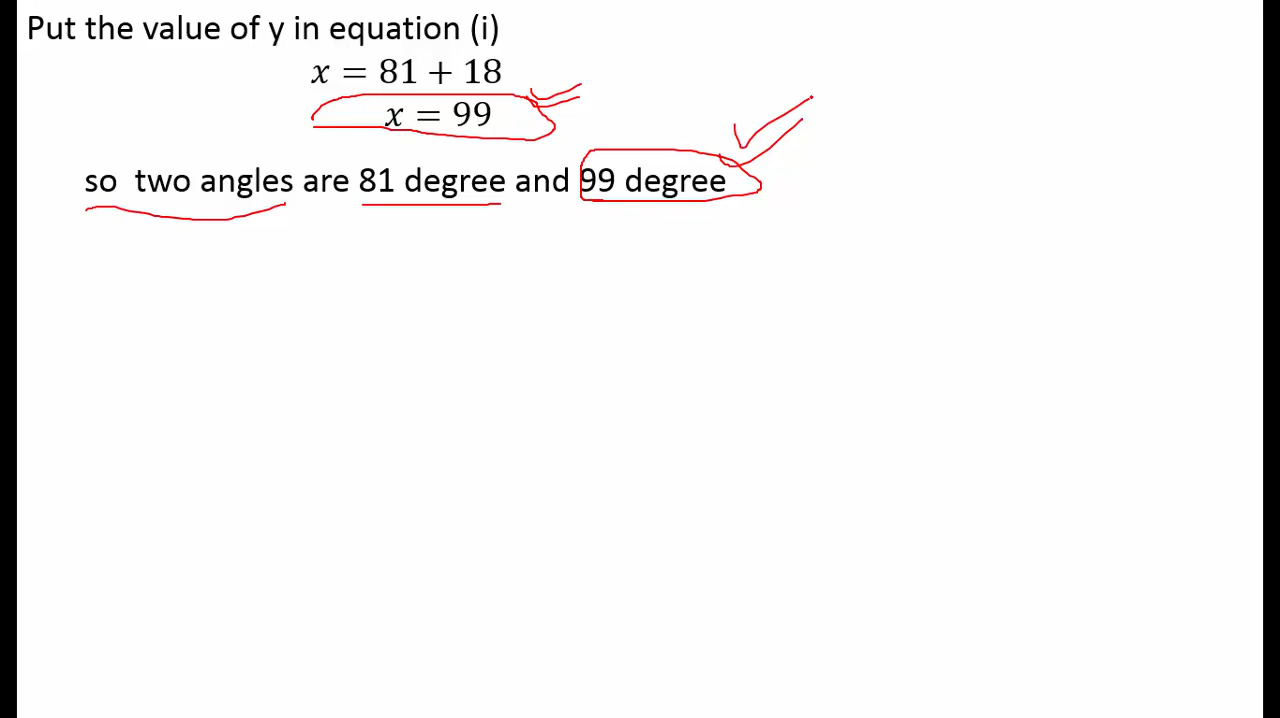 Put the value of y in equation (i)
x = 81 + 18
x = 99
so two angles are 81 degree and 99 degree